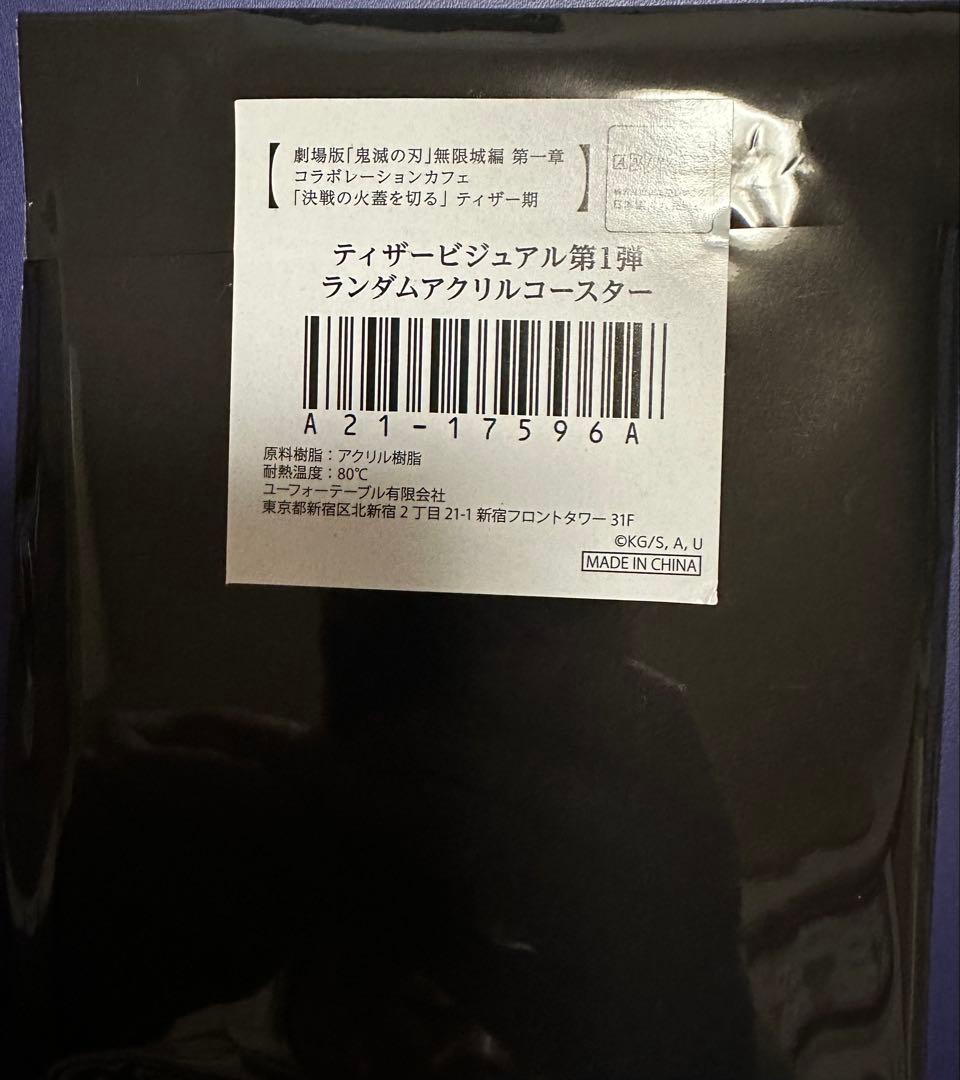 【劇場版「鬼滅の刃」無限城編 第一章
コラボレーションカフェ
「決戦の火蓋を切る」ティザー期】
ティザービジュアル第1弾
ランダムアクリルコースター
A21-17596A
原料樹脂：アクリル樹脂
耐熱温度：80℃
ユーフォーテーブル有限会社
東京都新宿区北新宿2丁目21-1 新宿フロントタワー 31F
©KG/S, A, U
MADE IN CHINA